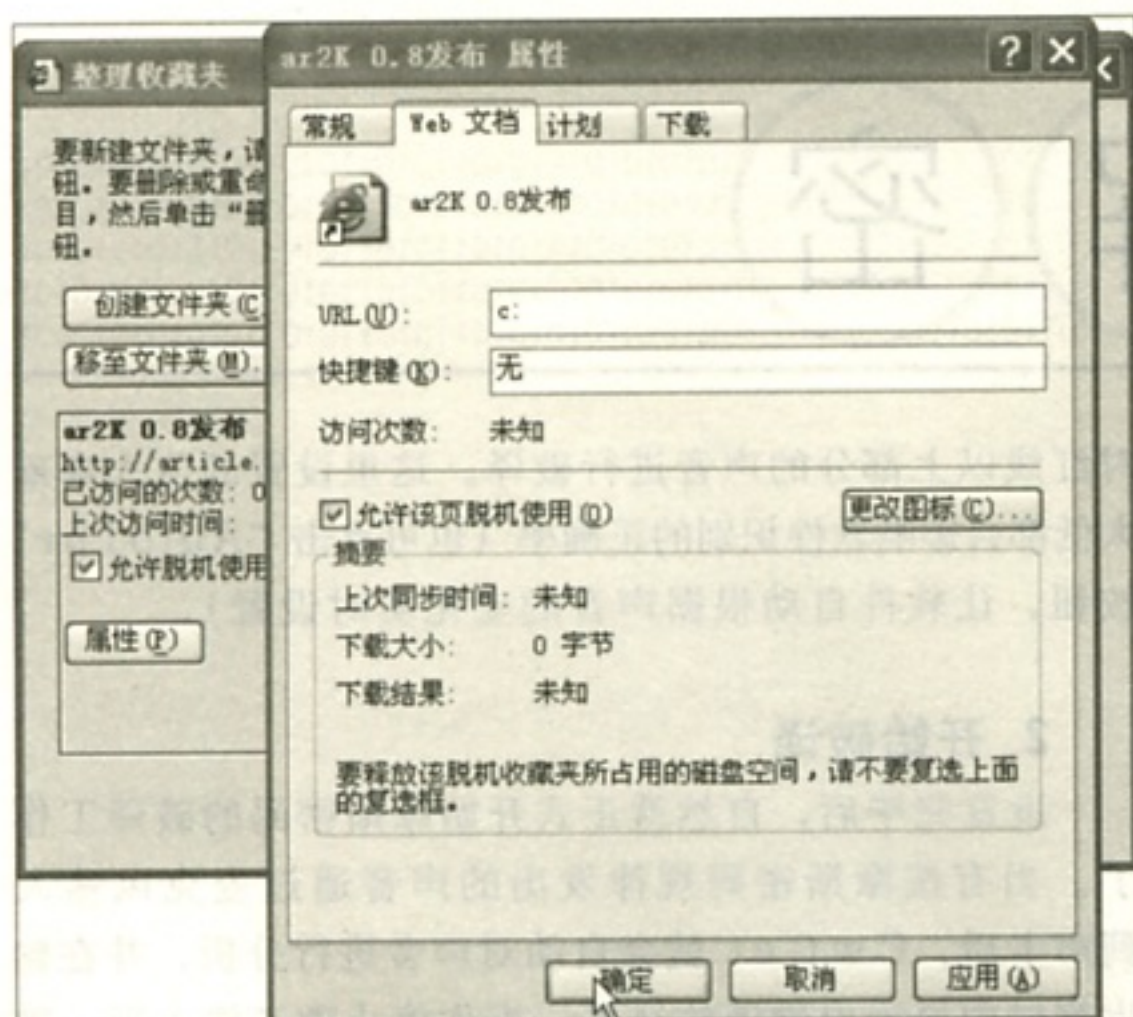 整理收藏夹
要新建文件夹，请
钮。要删除或重命
目，然后单击“删
钮。
创建文件夹(C
移至文件夹(M).
ar2K 0.8发布
http://article.
已访问的次数: 0
上次访问时间:
允许脱机使用
属性(P)
ar2K 0.8发布 属性
常规 Web 文档 计划 下载
ar2K 0.8发布
URL(U): c:
快捷键(K): 无
访问次数: 未知
允许该页脱机使用(O) 更改图标(C)...
摘要
上次同步时间: 未知
下载大小: 0 字节
下载结果: 未知
要释放该脱机收藏夹所占用的磁盘空间，请不要复选上面
的复选框。
确定 取消 应用(A)